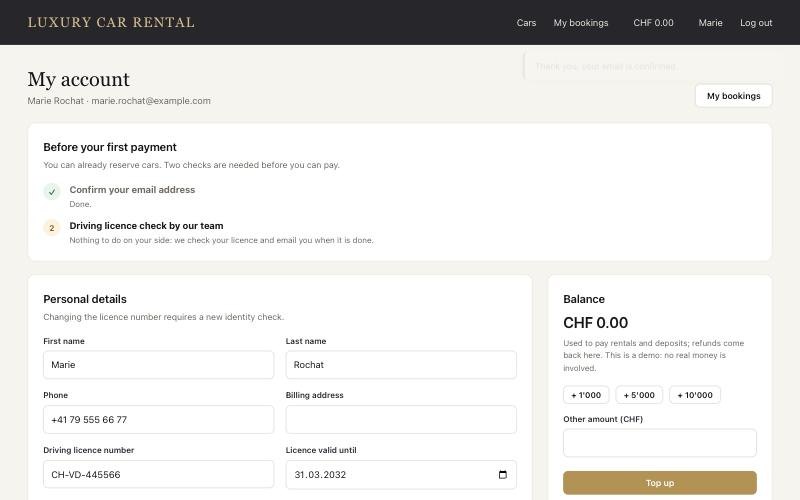 LUXURY CAR RENTAL
Cars
My bookings
CHF 0.00
Marie
Log out
Thank you, your email is confirmed.
My account
Marie Rochat · marie.rochat@example.com
My bookings
Before your first payment
You can already reserve cars. Two checks are needed before you can pay.
Confirm your email address
Done.
2
Driving licence check by our team
Nothing to do on your side: we check your licence and email you when it is done.
Personal details
Changing the licence number requires a new identity check.
First name
Last name
Marie
Rochat
Phone
Billing address
+41 79 555 66 77
Driving licence number
Licence valid until
CH-VD-445566
31.03.2032
Balance
CHF 0.00
Used to pay rentals and deposits; refunds come
back here. This is a demo: no real money is
involved.
+ 1'000
+ 5'000
+ 10'000
Other amount (CHF)
Top up